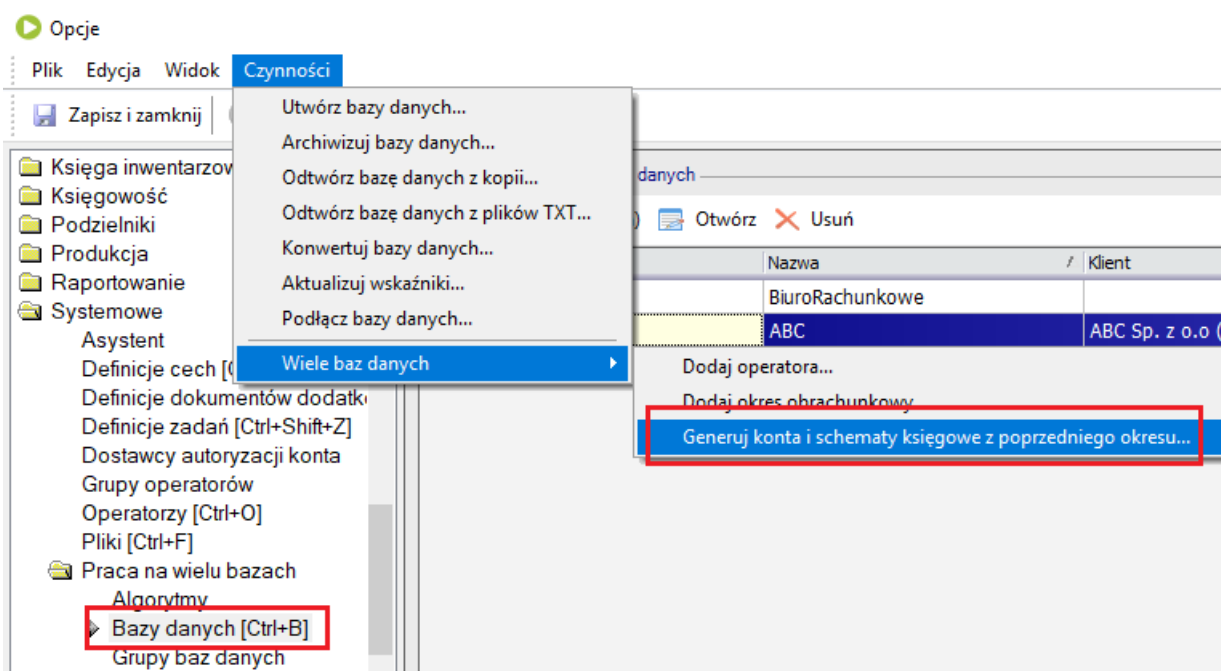 Opcje
Plik Edycja Widok Czynności
Zapisz i zamknij
Utwórz bazy danych...
Archiwizuj bazy danych...
Odtwórz bazę danych z kopii...
Odtwórz bazę danych z plików TXT...
Konwertuj bazy danych...
Aktualizuj wskaźniki...
Podłącz bazy danych...
Wiele baz danych
Księga inwentarzow
Księgowość
Podzielniki
Produkcja
Raportowanie
Systemowe
Asystent
Definicje cech [
Definicje dokumentów dodatk
Definicje zadań [Ctrl+Shift+Z]
Dostawcy autoryzacji konta
Grupy operatorów
Operatorzy [Ctrl+O]
Pliki [Ctrl+F]
Praca na wielu bazach
Algorytmy
Bazy danych [Ctrl+B]
Grupy baz danych
danych
) Otwórz Usuń
Nazwa / Klient
BiuroRachunkowe
ABC ABC Sp. z o.o (
Dodaj operatora...
Dodaj okres obrachunkowy
Generuj konta i schematy księgowe z poprzedniego okresu...